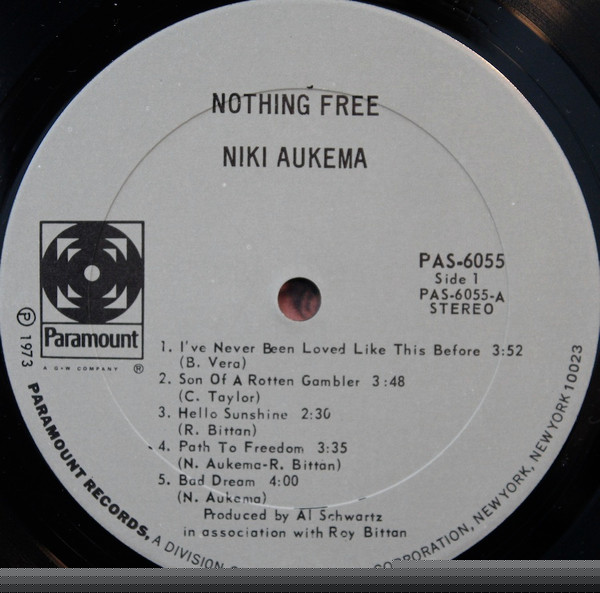 NOTHING FREE
NIKI AUKEMA
PAS-6055
Side 1
PAS-6055-A
STEREO
Paramount
A G+W COMPANY ®
℗ 1973
1. I've Never Been Loved Like This Before 3:52
(B. Vera)
2. Son Of A Rotten Gambler 3:48
(C. Taylor)
3. Hello Sunshine 2:30
(R. Bittan)
4. Path To Freedom 3:35
(N. Aukema-R. Bittan)
5. Bad Dream 4:00
(N. Aukema)
Produced by Al Schwartz
in association with Roy Bittan
PARAMOUNT RECORDS, A DIVISION CORPORATION, NEW YORK, NEW YORK 10023